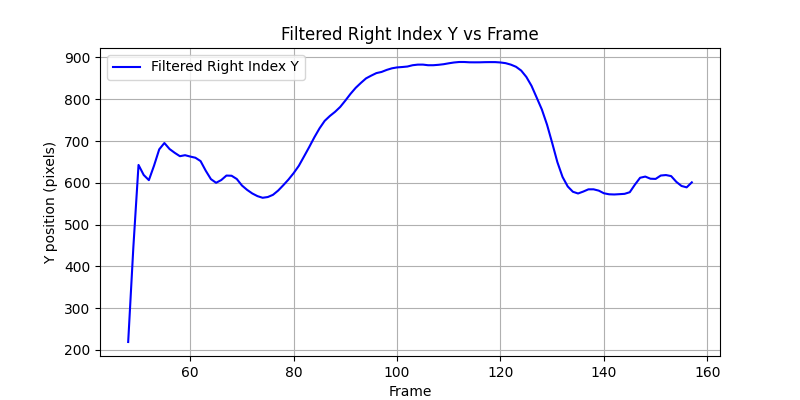 Filtered Right Index Y vs Frame
Filtered Right Index Y
900
800
700
600
500
400
300
200
Y position (pixels)
60 80 100 120 140 160
Frame